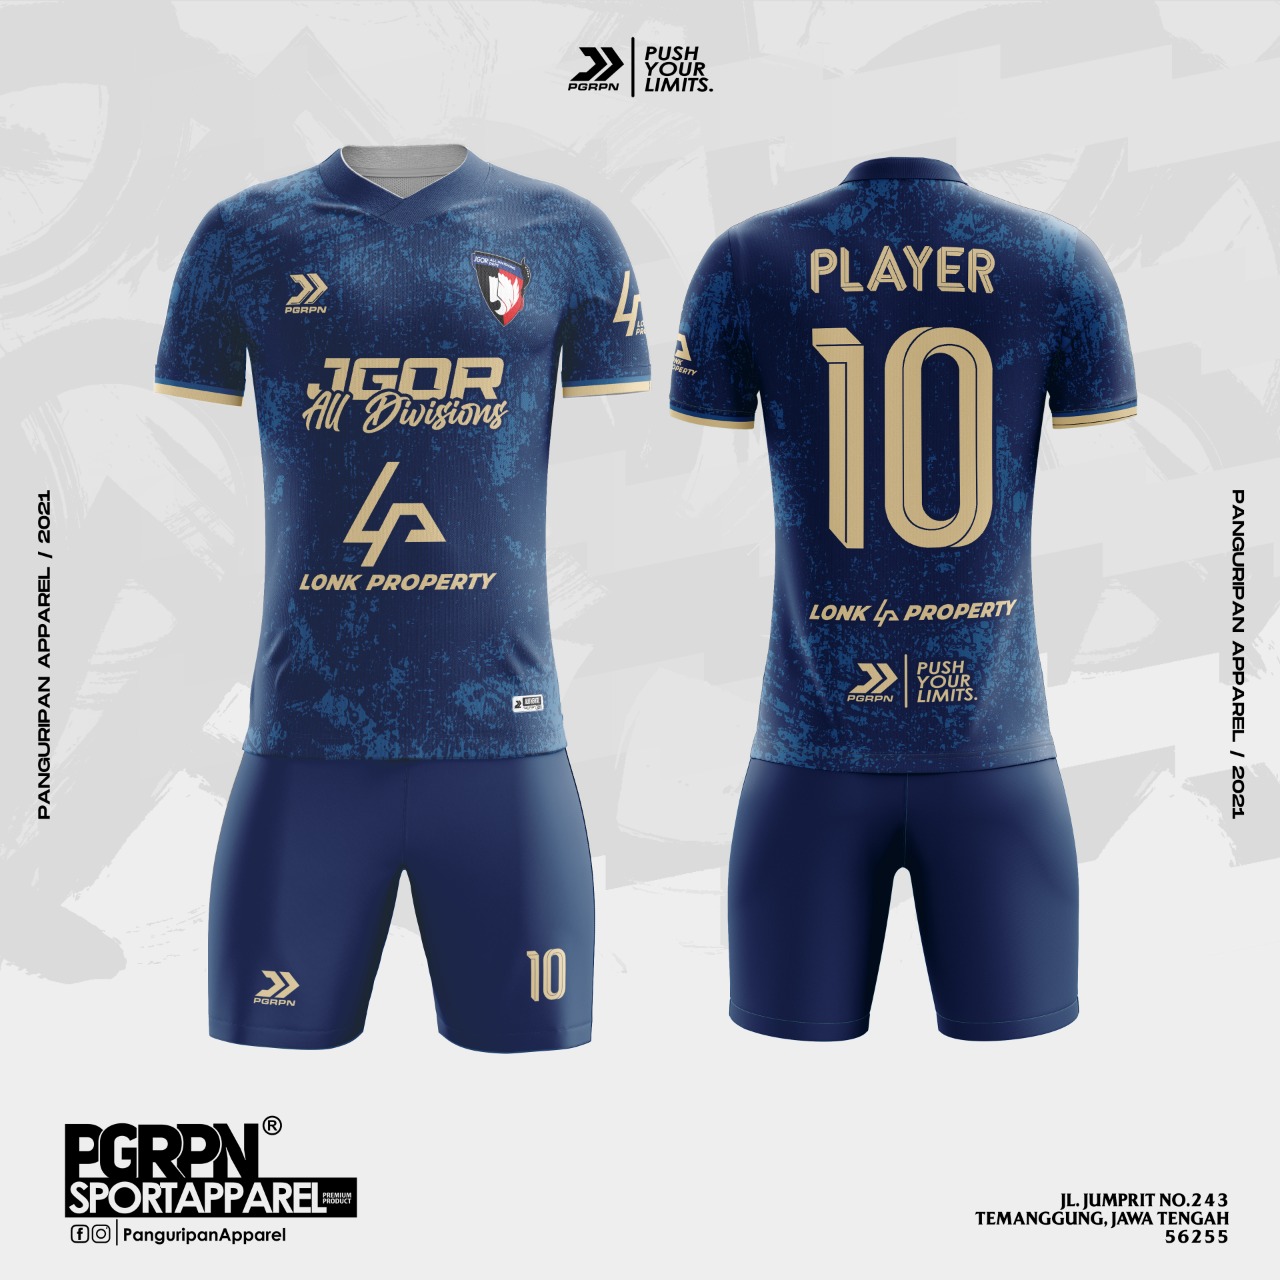 PGRPN
PUSH
YOUR
LIMITS.
PGRPN
JGOR
JGOR
All Divisions
LONK PROPERTY
PLAYER
10
LONK PROPERTY
PGRPN
PUSH
YOUR
LIMITS.
PGRPN
10
PANGURIPAN APPAREL / 2021
PANGURIPAN APPAREL / 2021
PGRPN®
SPORTAPPAREL PREMIUM PRODUCT
PanguripanApparel
JL. JUMPRIT NO.243
TEMANGGUNG, JAWA TENGAH
56255